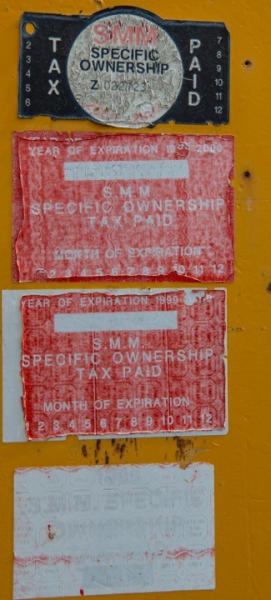 SMM
SPECIFIC
OWNERSHIP
TAX
PAID
2
3
4
5
6
7
8
9
10
11
12
YEAR OF EXPIRATION 2000
S.M.M.
SPECIFIC OWNERSHIP
TAX PAID
MONTH OF EXPIRATION
2 3 4 5 6 7 8 9 10 11 12
YEAR OF EXPIRATION 1999
S.M.M.
SPECIFIC OWNERSHIP
TAX PAID
MONTH OF EXPIRATION
2 3 4 5 6 7 8 9 10 11 12
S.M.M. SPECIFIC
OWNERSHIP